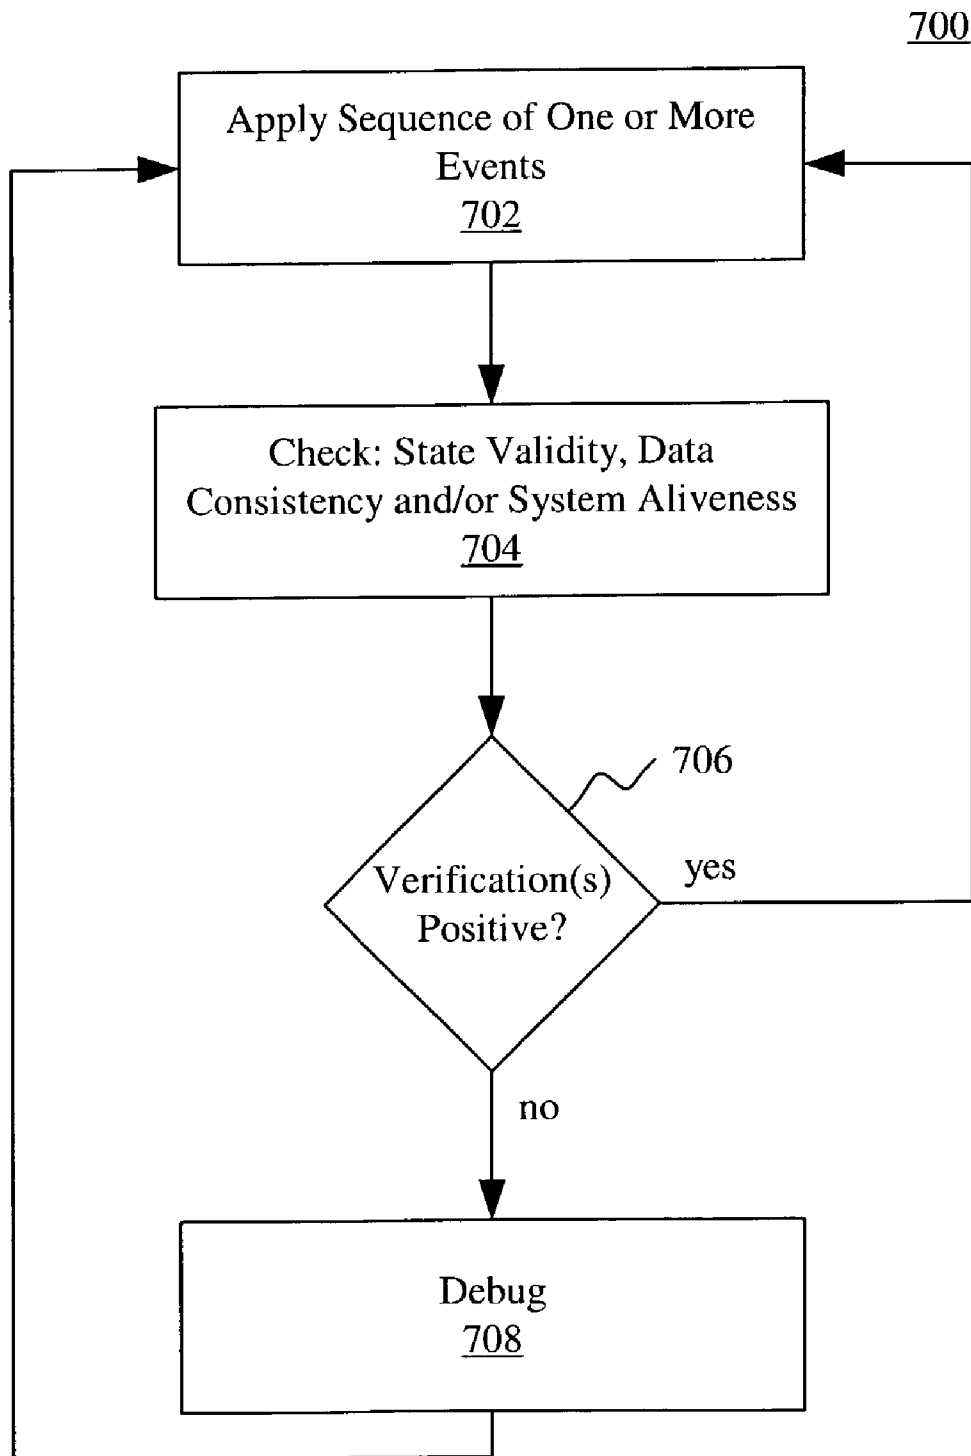 700
Apply Sequence of One or More
Events
702
Check: State Validity, Data
Consistency and/or System Aliveness
704
706
yes
Verification(s)
Positive?
no
Debug
708